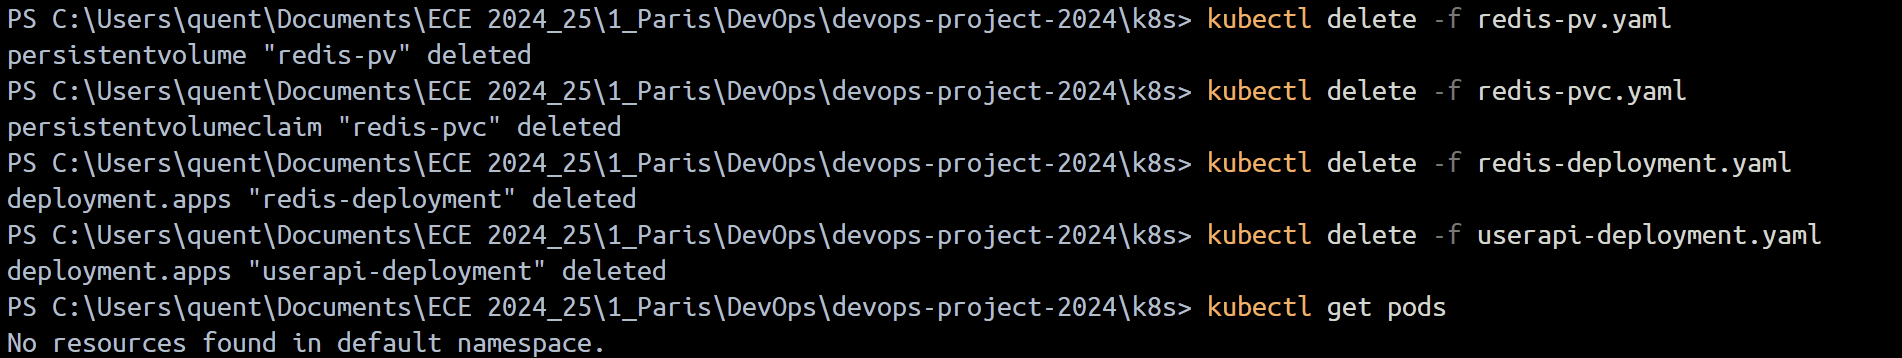 PS C:\Users\quent\Documents\ECE 2024_25\1_Paris\DevOps\devops-project-2024\k8s> kubectl delete -f redis-pv.yaml
persistentvolume "redis-pv" deleted
PS C:\Users\quent\Documents\ECE 2024_25\1_Paris\DevOps\devops-project-2024\k8s> kubectl delete -f redis-pvc.yaml
persistentvolumeclaim "redis-pvc" deleted
PS C:\Users\quent\Documents\ECE 2024_25\1_Paris\DevOps\devops-project-2024\k8s> kubectl delete -f redis-deployment.yaml
deployment.apps "redis-deployment" deleted
PS C:\Users\quent\Documents\ECE 2024_25\1_Paris\DevOps\devops-project-2024\k8s> kubectl delete -f userapi-deployment.yaml
deployment.apps "userapi-deployment" deleted
PS C:\Users\quent\Documents\ECE 2024_25\1_Paris\DevOps\devops-project-2024\k8s> kubectl get pods
No resources found in default namespace.